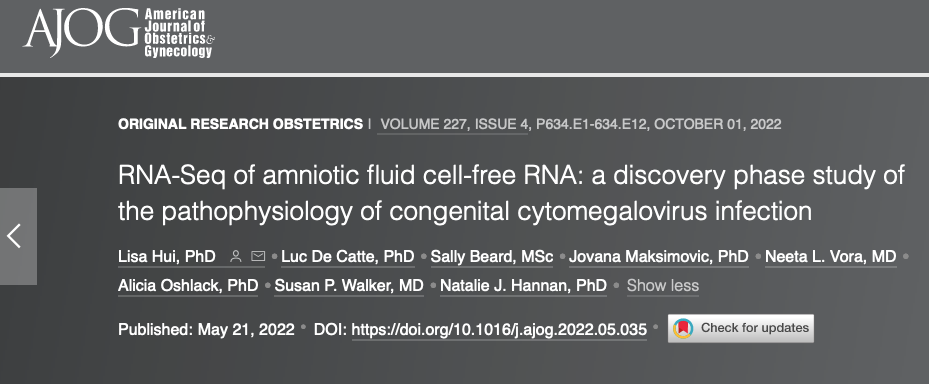 AJOG American
Journal of
Obstetrics &
Gynecology
ORIGINAL RESEARCH OBSTETRICS | VOLUME 227, ISSUE 4, P634.E1-634.E12, OCTOBER 01, 2022
RNA-Seq of amniotic fluid cell-free RNA: a discovery phase study of
the pathophysiology of congenital cytomegalovirus infection
Lisa Hui, PhD • Luc De Catte, PhD • Sally Beard, MSc • Jovana Maksimovic, PhD • Neeta L. Vora, MD •
Alicia Oshlack, PhD • Susan P. Walker, MD • Natalie J. Hannan, PhD • Show less
Published: May 21, 2022 • DOI: https://doi.org/10.1016/j.ajog.2022.05.035 • Check for updates